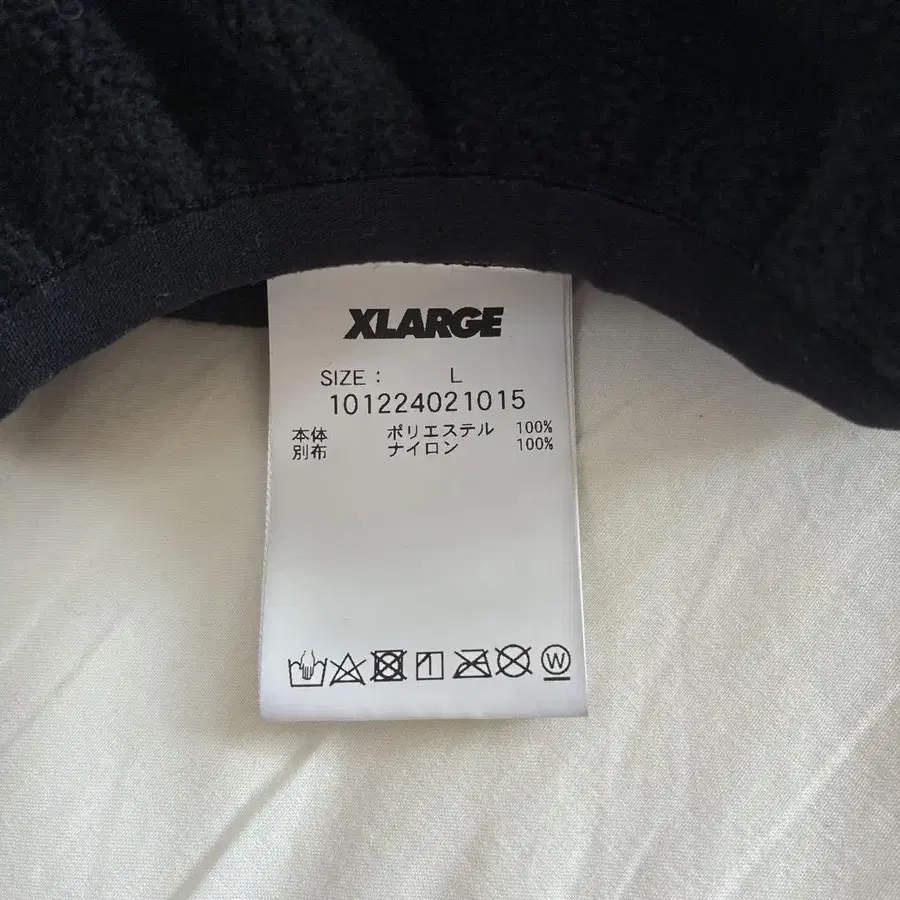 XLARGE
SIZE : L
101224021015
本体 ポリエステル 100%
別布 ナイロン 100%
W